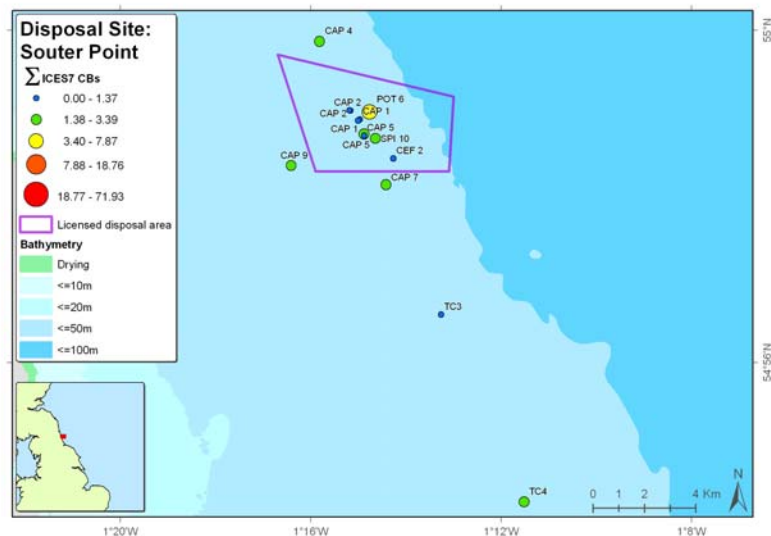 Disposal Site:
Souter Point
∑ICES7 CBs
0.00 - 1.37
1.38 - 3.39
3.40 - 7.87
7.88 - 18.76
18.77 - 71.93
Licensed disposal area
Bathymetry
Drying
<=10m
<=20m
<=50m
<=100m
CAP 4
CAP 2
POT 6
CAP 2
CAP 1
CAP 1
CAP 5
CAP 5
SPI 10
CEF 2
CAP 9
CAP 7
TC3
TC4
55°N
54°56'N
N
0 1 2 4 Km
1°20'W 1°16'W 1°12'W 1°8'W